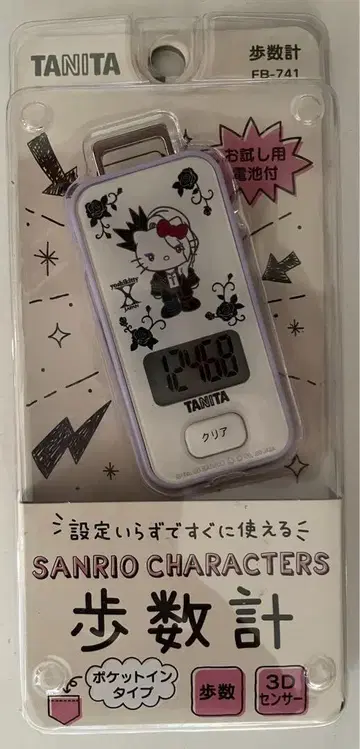 TANITA
歩数計
FB-741
お試し用
電池付
yoshikitty
X
JAPAN
12468
TANITA
クリア
設定いらずですぐに使える
SANRIO CHARACTERS
歩数計
ポケットイン
タイプ
歩数
3D
センサー